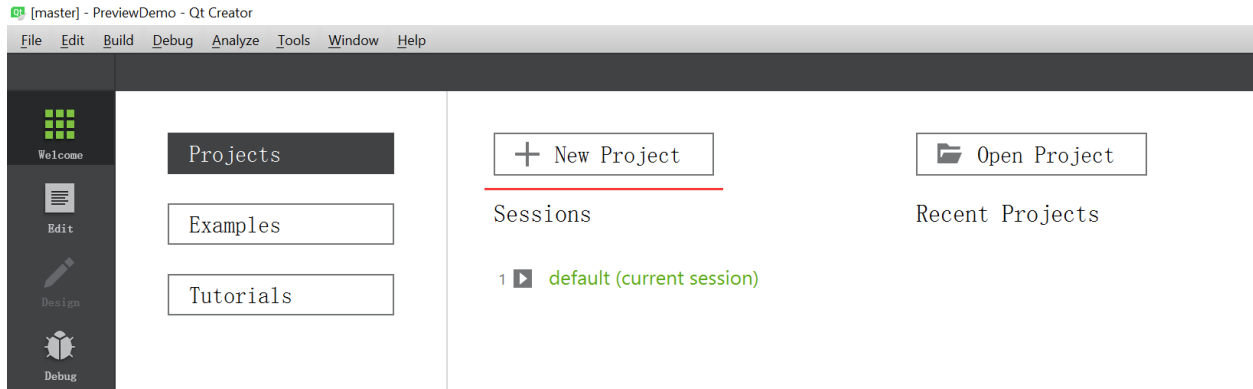 [master] - PreviewDemo - Qt Creator
File Edit Build Debug Analyze Tools Window Help
Welcome
Edit
Design
Debug
Projects
Examples
Tutorials
New Project
Sessions
1 default (current session)
Open Project
Recent Projects